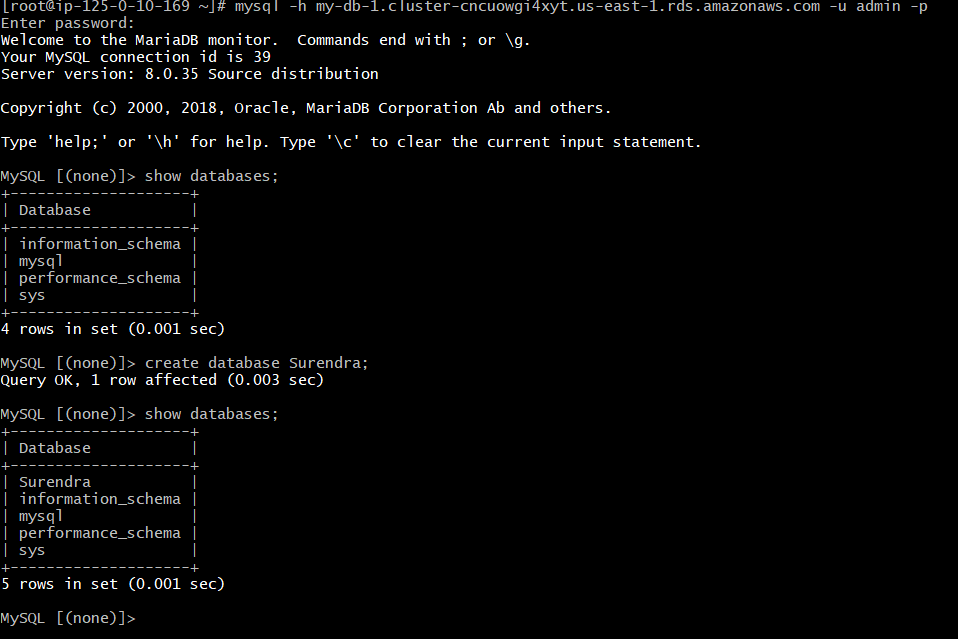 [root@ip-125-0-10-169 ~]# mysql -h my-db-1.cluster-cncuowgi4xyt.us-east-1.rds.amazonaws.com -u admin -p
Enter password:
Welcome to the MariaDB monitor.  Commands end with ; or \g.
Your MySQL connection id is 39
Server version: 8.0.35 Source distribution

Copyright (c) 2000, 2018, Oracle, MariaDB Corporation Ab and others.

Type 'help;' or '\h' for help. Type '\c' to clear the current input statement.

MySQL [(none)]> show databases;
+--------------------+
| Database           |
+--------------------+
| information_schema |
| mysql              |
| performance_schema |
| sys                |
+--------------------+
4 rows in set (0.001 sec)

MySQL [(none)]> create database Surendra;
Query OK, 1 row affected (0.003 sec)

MySQL [(none)]> show databases;
+--------------------+
| Database           |
+--------------------+
| Surendra           |
| information_schema |
| mysql              |
| performance_schema |
| sys                |
+--------------------+
5 rows in set (0.001 sec)

MySQL [(none)]>